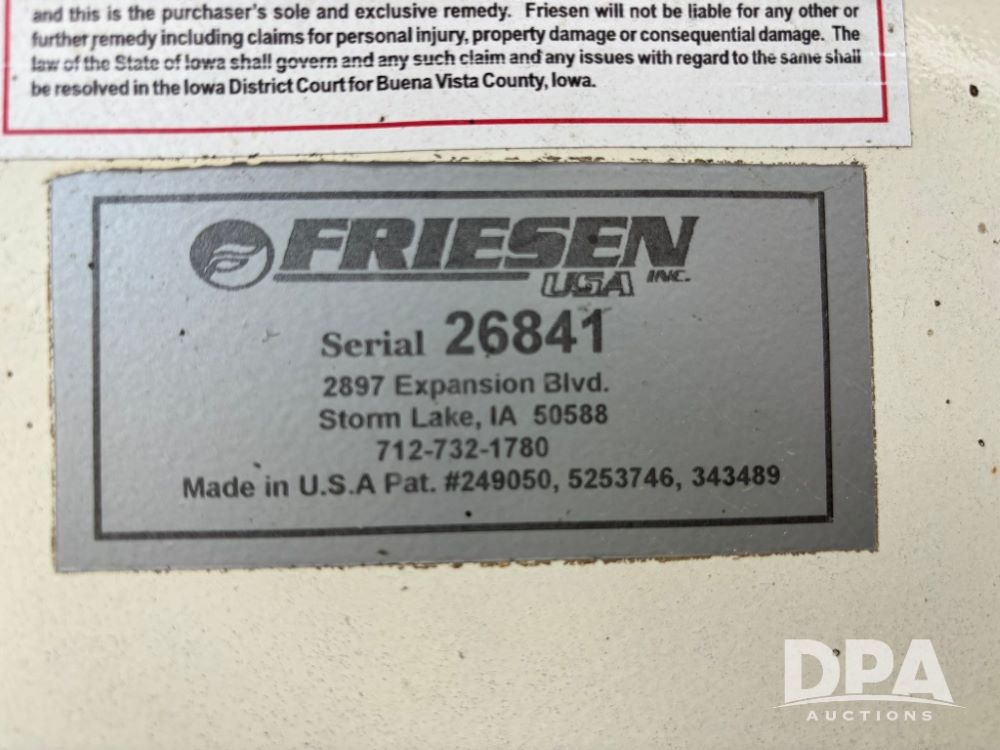 and this is the purchaser's sole and exclusive remedy. Friesen will not be liable for any other or
further remedy including claims for personal injury, property damage or consequential damage. The
law of the State of Iowa shall govern and any such claim and any issues with regard to the same shall
be resolved in the Iowa District Court for Buena Vista County, Iowa.
FRIESEN
USA INC.
Serial 26841
2897 Expansion Blvd.
Storm Lake, IA 50588
712-732-1780
Made in U.S.A Pat. #249050, 5253746, 343489
DPA
AUCTIONS